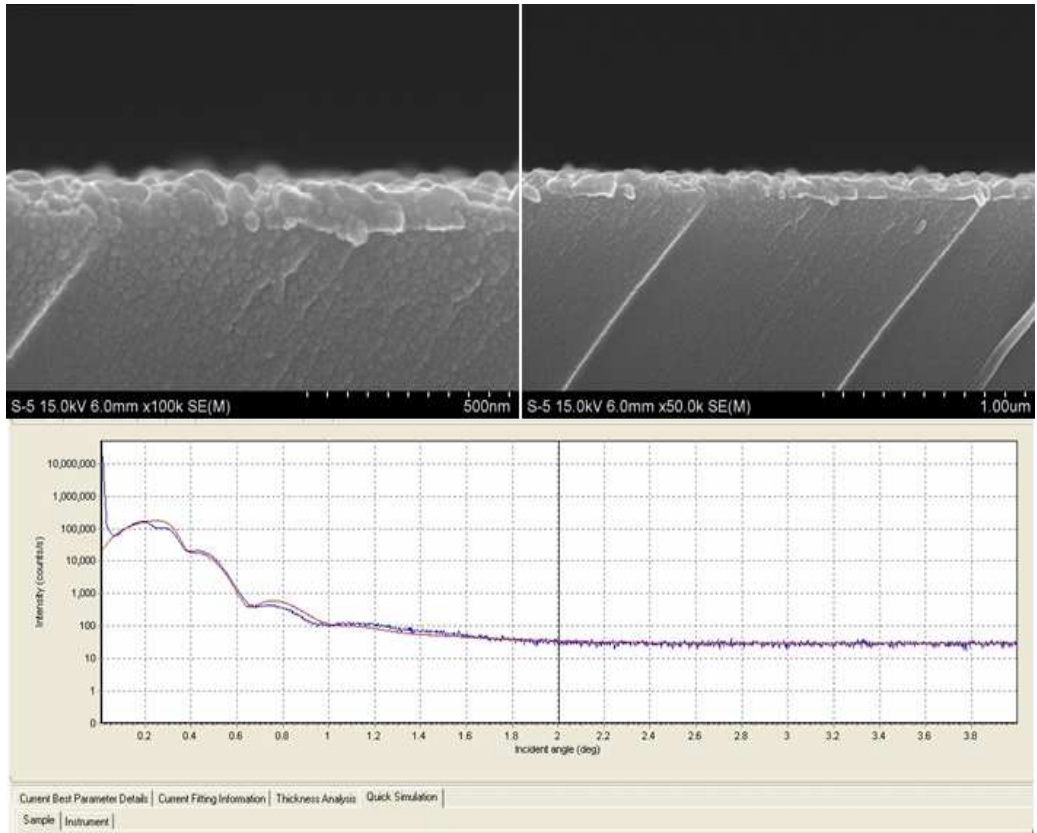 S-5 15.0kV 6.0mm x100k SE(M) 500nm
S-5 15.0kV 6.0mm x50.0k SE(M) 1.00um
10,000,000
1,000,000
100,000
10,000
1,000
100
10
1
0
Intensity (counts/s)
0.2 0.4 0.6 0.8 1 1.2 1.4 1.6 1.8 2 2.2 2.4 2.6 2.8 3 3.2 3.4 3.6 3.8
Incident angle (deg)
Current Best Parameter Details Current Fitting Information Thickness Analysis Quick Simulation
Sample Instrument